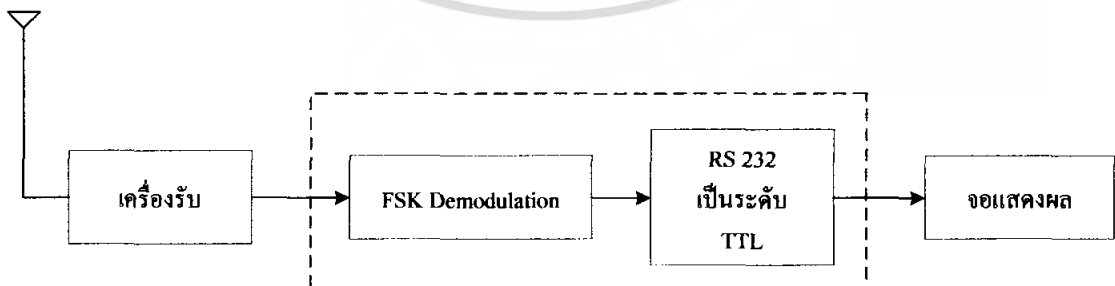 เครื่องรับ
FSK Demodulation
RS 232
เป็นระดับ
TTL
จอแสดงผล